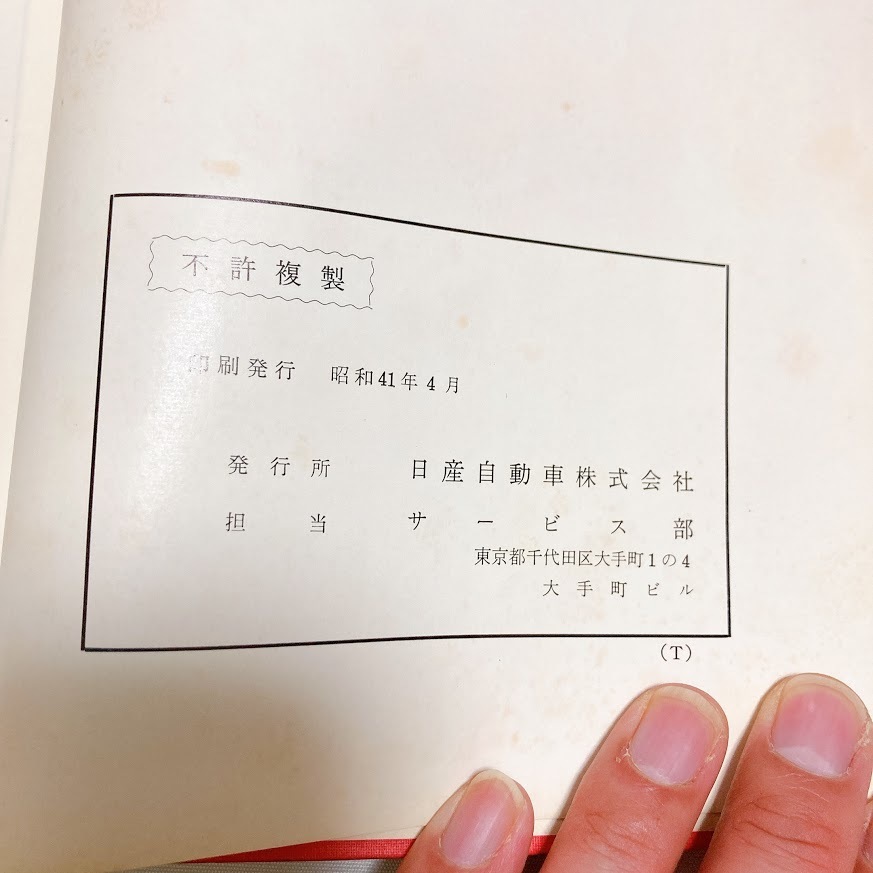 不許複製
印刷発行 昭和41年4月
発行所 日産自動車株式会社
担当 サービス部
東京都千代田区大手町1の4
大手町ビル
(T)